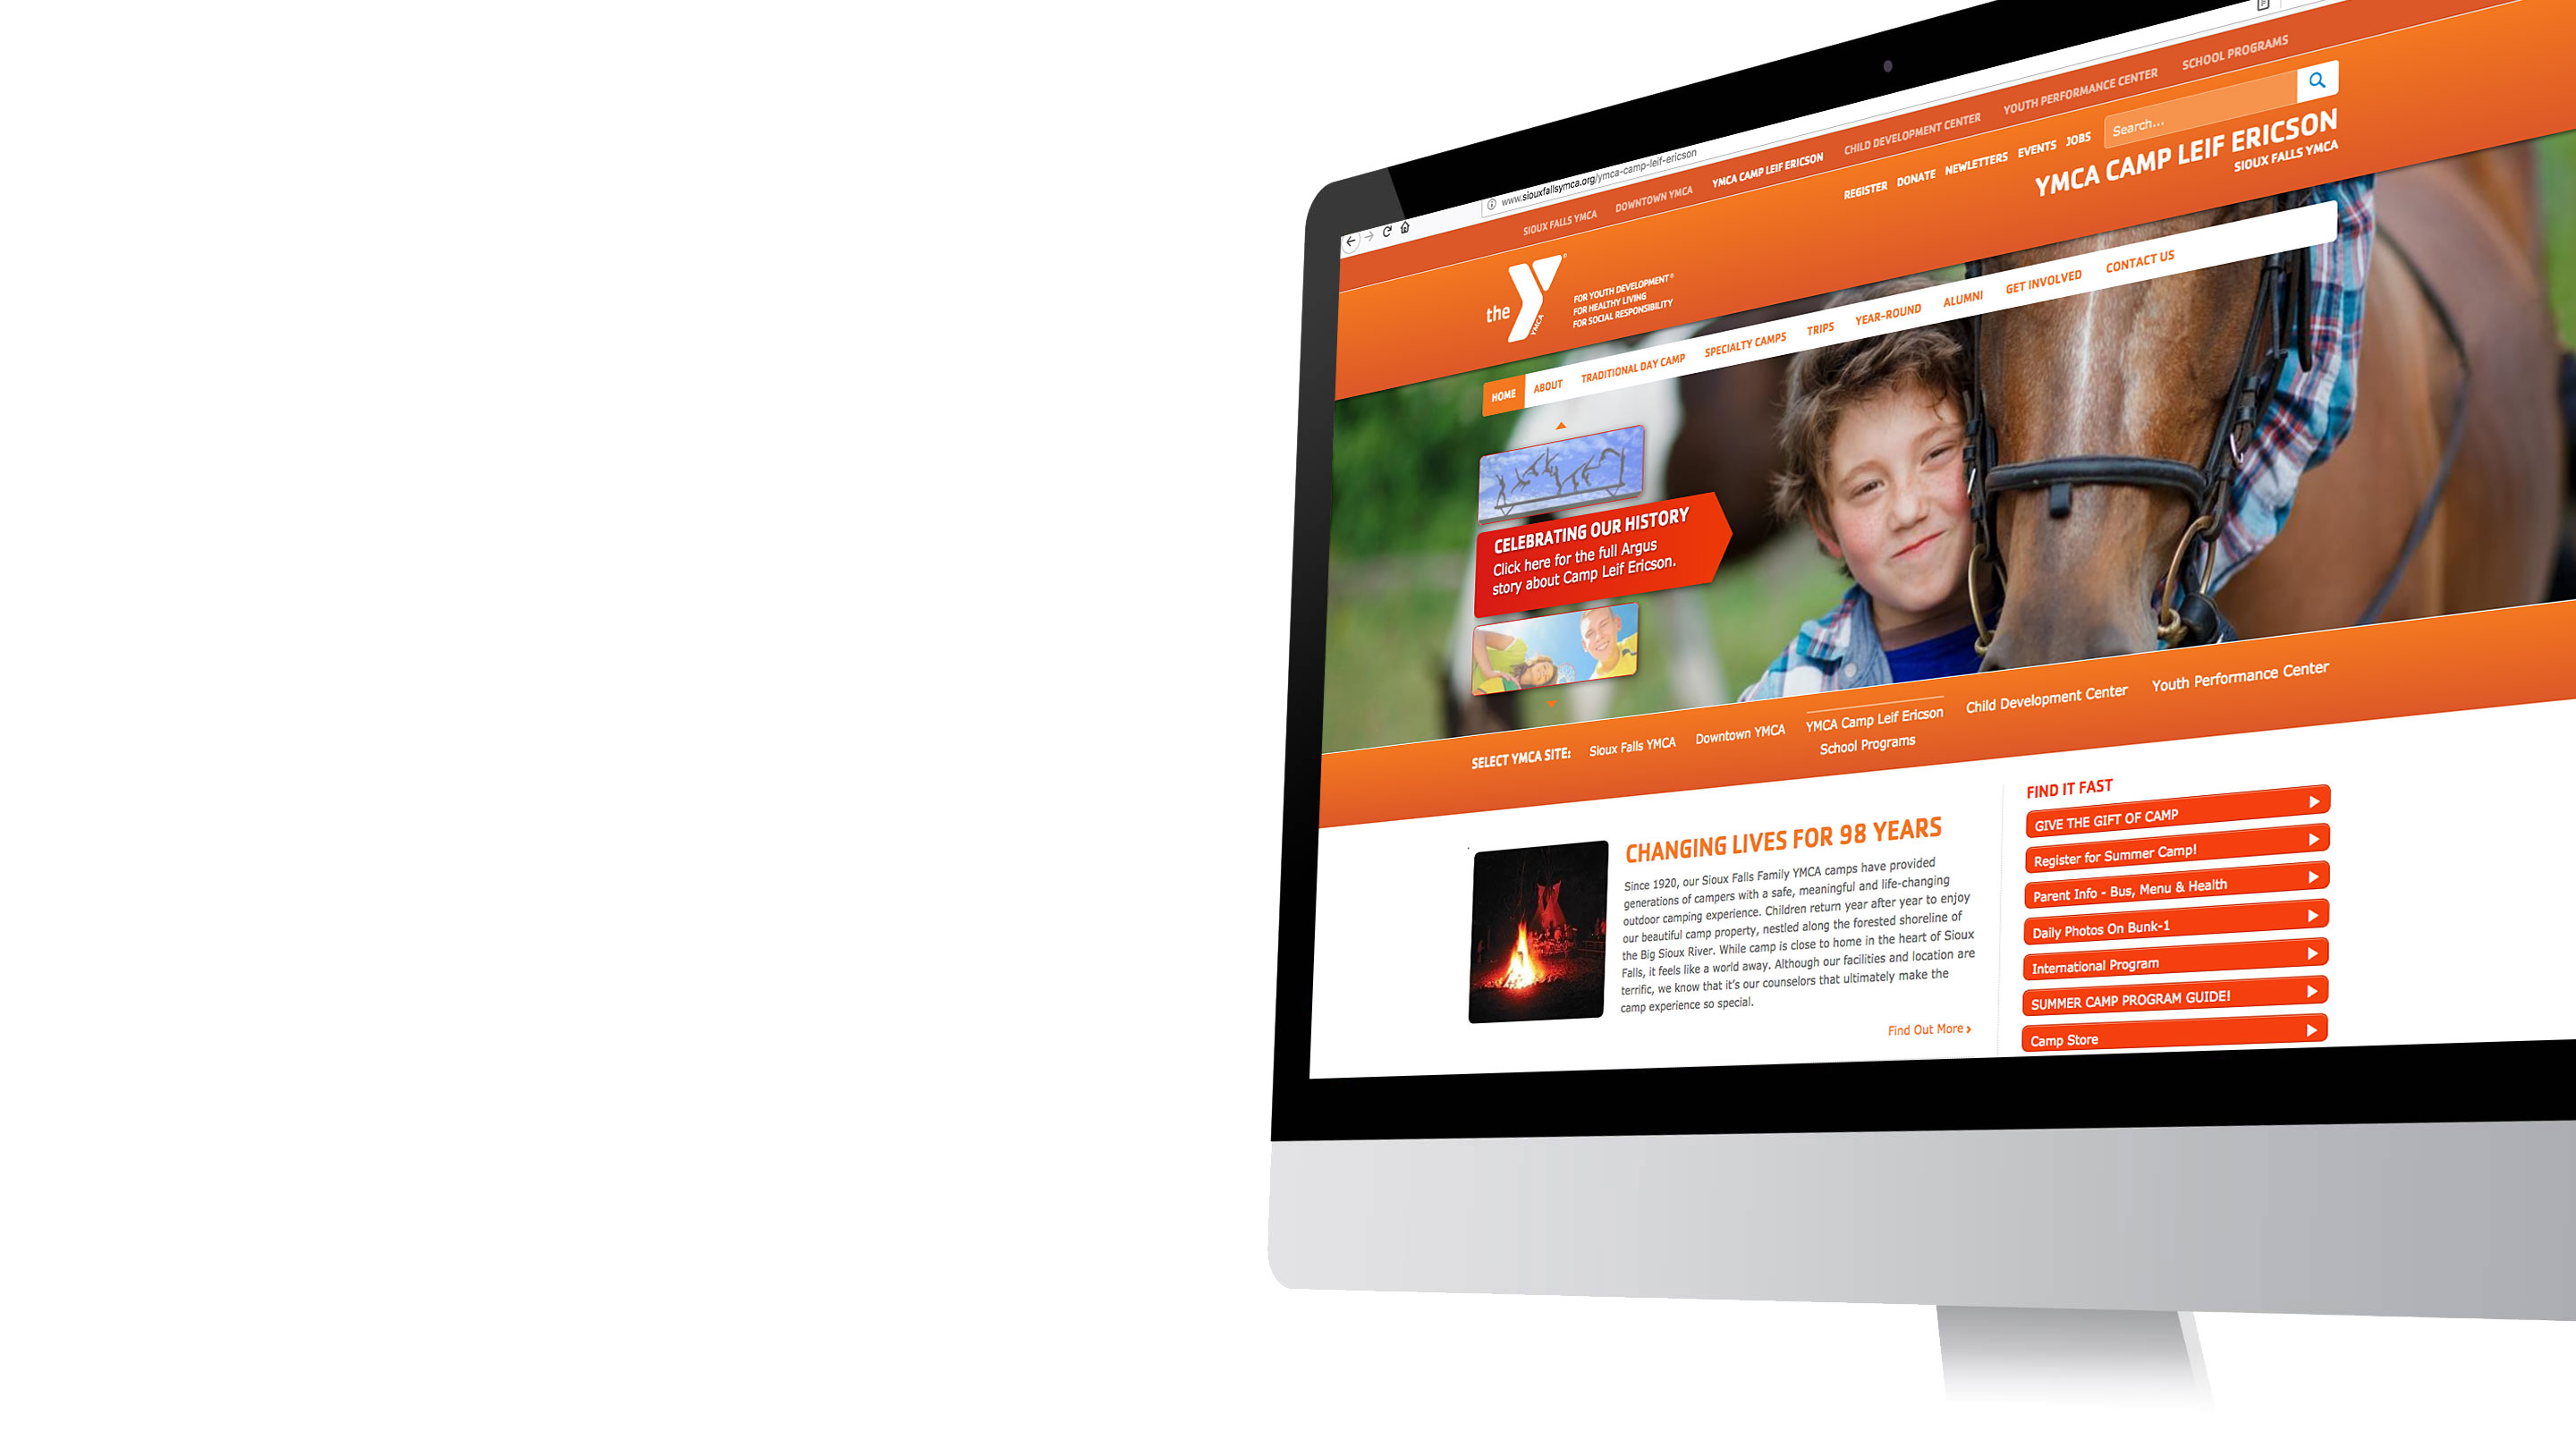 www.siouxfallsymca.org/ymca-camp-leif-ericson
SIOUX FALLS YMCA DOWNTOWN YMCA YMCA CAMP LEIF ERICSON CHILD DEVELOPMENT CENTER YOUTH PERFORMANCE CENTER SCHOOL PROGRAMS
REGISTER DONATE NEWLETTERS EVENTS JOBS Search...
YMCA CAMP LEIF ERICSON
SIOUX FALLS YMCA
the Y YMCA
FOR YOUTH DEVELOPMENT®
FOR HEALTHY LIVING
FOR SOCIAL RESPONSIBILITY
HOME ABOUT TRADITIONAL DAY CAMP SPECIALTY CAMPS TRIPS YEAR-ROUND ALUMNI GET INVOLVED CONTACT US
CELEBRATING OUR HISTORY
Click here for the full Argus
story about Camp Leif Ericson.
SELECT YMCA SITE: Sioux Falls YMCA Downtown YMCA YMCA Camp Leif Ericson Child Development Center Youth Performance Center
School Programs
CHANGING LIVES FOR 98 YEARS
Since 1920, our Sioux Falls Family YMCA camps have provided
generations of campers with a safe, meaningful and life-changing
outdoor camping experience. Children return year after year to enjoy
our beautiful camp property, nestled along the forested shoreline of
the Big Sioux River. While camp is close to home in the heart of Sioux
Falls, it feels like a world away. Although our facilities and location are
terrific, we know that it's our counselors that ultimately make the
camp experience so special.
Find Out More ›
FIND IT FAST
GIVE THE GIFT OF CAMP
Register for Summer Camp!
Parent Info - Bus, Menu & Health
Daily Photos On Bunk-1
International Program
SUMMER CAMP PROGRAM GUIDE!
Camp Store